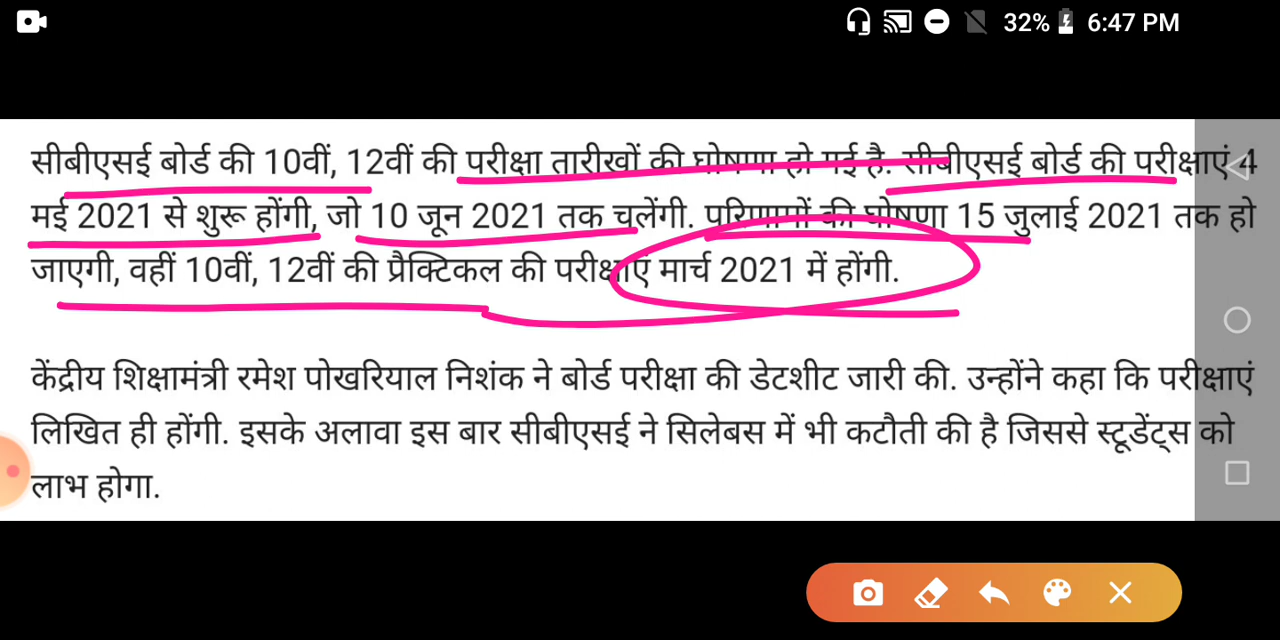 32% 6:47 PM
सीबीएसई बोर्ड की 10वीं, 12वीं की परीक्षा तारीखों की घोषणा हो गई है. सीबीएसई बोर्ड की परीक्षाएं 4
मई 2021 से शुरू होंगी, जो 10 जून 2021 तक चलेंगी. परिणामों की घोषणा 15 जुलाई 2021 तक हो
जाएगी, वहीं 10वीं, 12वीं की प्रैक्टिकल की परीक्षाएं मार्च 2021 में होंगी.
केंद्रीय शिक्षामंत्री रमेश पोखरियाल निशंक ने बोर्ड परीक्षा की डेटशीट जारी की. उन्होंने कहा कि परीक्षाएं
लिखित ही होंगी. इसके अलावा इस बार सीबीएसई ने सिलेबस में भी कटौती की है जिससे स्टूडेंट्स को
लाभ होगा.